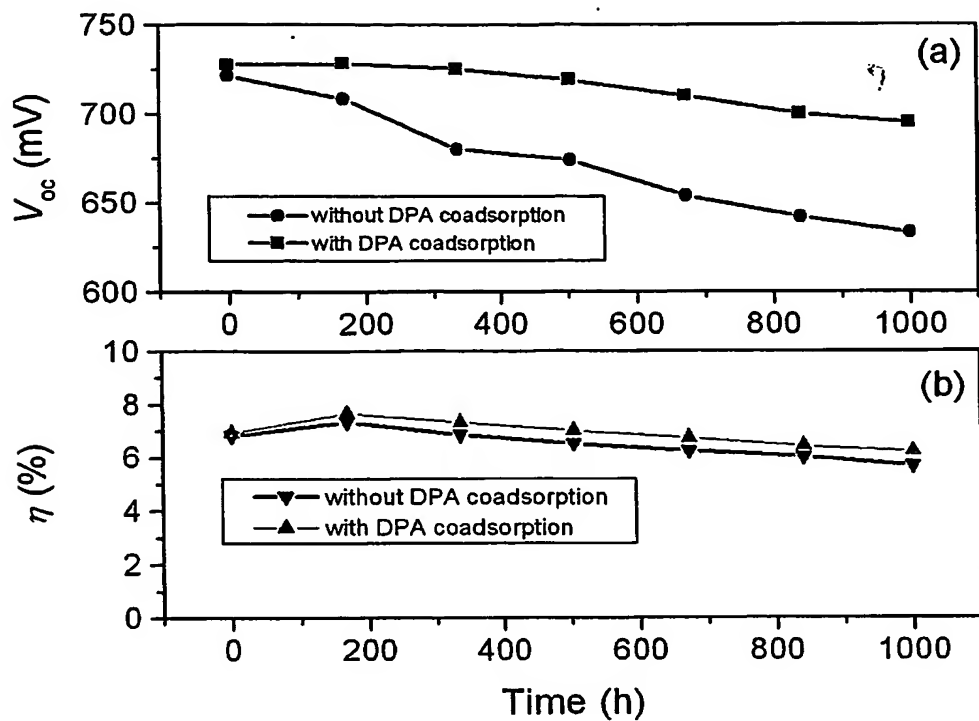 750
700
650
600
V_oc (mV)
(a)
without DPA coadsorption
with DPA coadsorption
0 200 400 600 800 1000
10
8
6
4
2
0
η (%)
(b)
without DPA coadsorption
with DPA coadsorption
0 200 400 600 800 1000
Time (h)